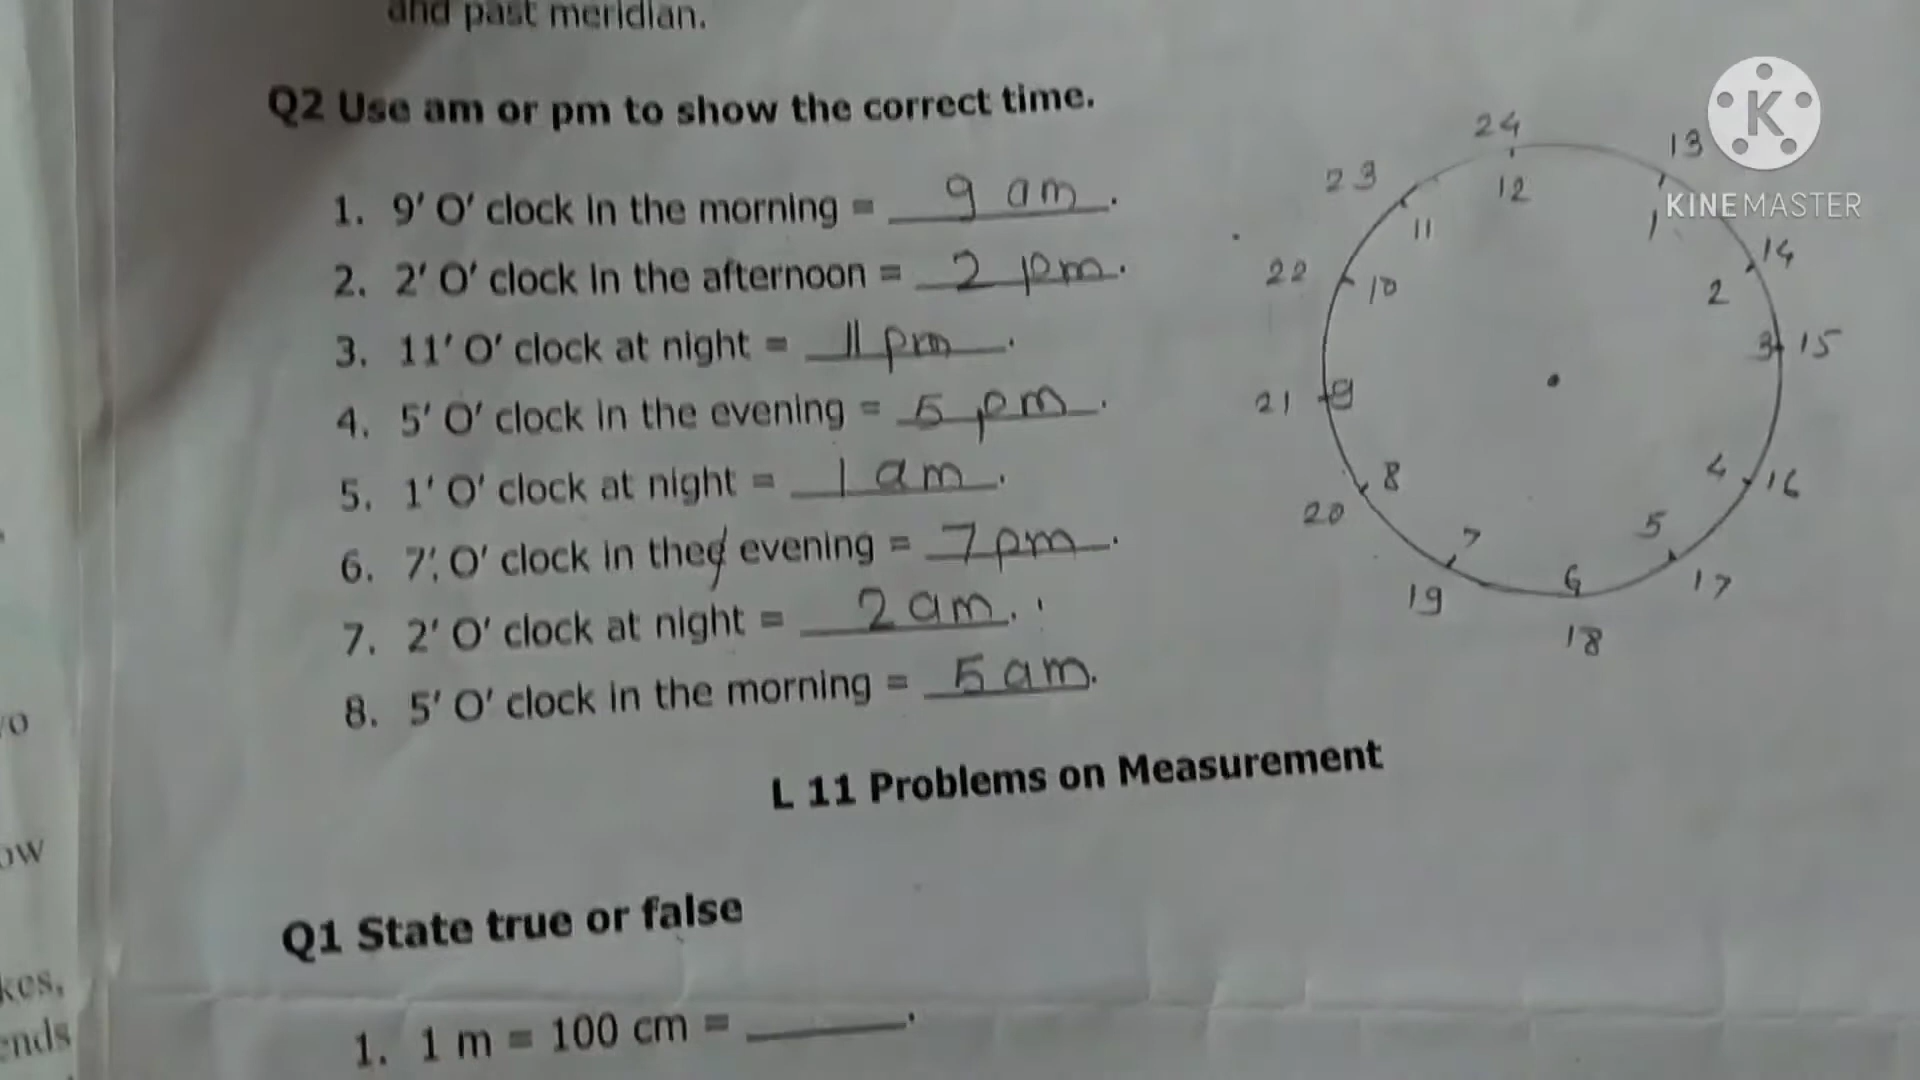 and past meridian.
Q2 Use am or pm to show the correct time.
1. 9' O' clock in the morning = 9 am.
2. 2' O' clock in the afternoon = 2 pm.
3. 11' O' clock at night = 11 pm.
4. 5' O' clock in the evening = 5 pm.
5. 1' O' clock at night = 1 am.
6. 7', O' clock in the evening = 7 pm.
7. 2' O' clock at night = 2 am.
8. 5' O' clock in the morning = 5 am.
L 11 Problems on Measurement
Q1 State true or false
1. 1 m = 100 cm = ________.
24
13
23
12
11
1
14
22
10
2
3 15
21 9
8
4 16
20
5
7
17
19
6
18
K
KINEMASTER
kes,